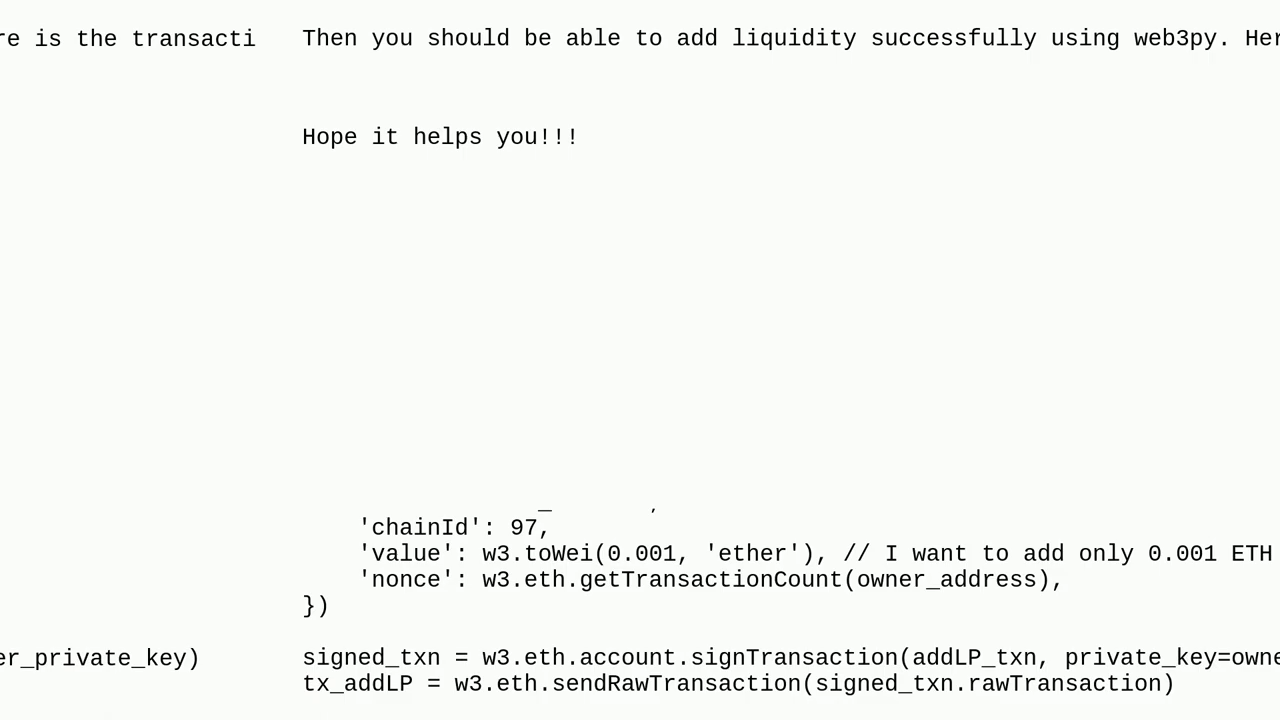 re is the transacti Then you should be able to add liquidity successfully using web3py. Her
Hope it helps you!!!
'chainId': 97,
'value': w3.toWei(0.001, 'ether'), // I want to add only 0.001 ETH
'nonce': w3.eth.getTransactionCount(owner_address),
})
er_private_key) signed_txn = w3.eth.account.signTransaction(addLP_txn, private_key=owne
tx_addLP = w3.eth.sendRawTransaction(signed_txn.rawTransaction)